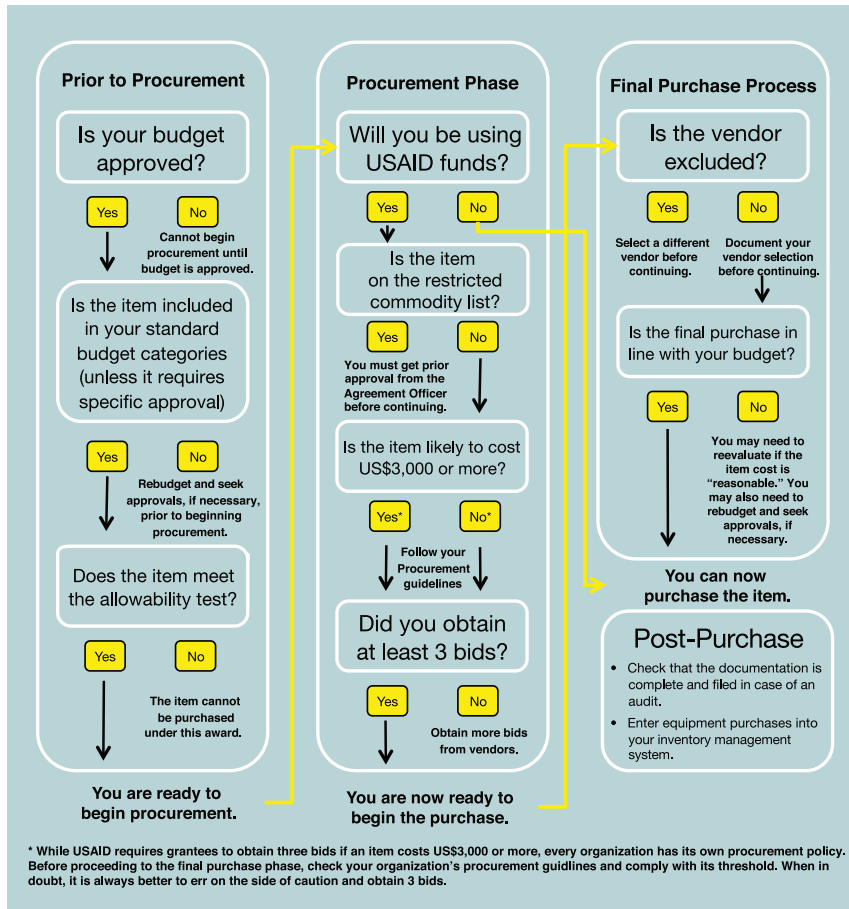 Prior to Procurement
Is your budget
approved?
Yes
No
Cannot begin
procurement until
budget is approved.
Is the item included
in your standard
budget categories
(unless it requires
specific approval)
Yes
No
Rebudget and seek
approvals, if necessary,
prior to beginning
procurement.
Does the item meet
the allowability test?
Yes
No
The item cannot
be purchased
under this award.
You are ready to
begin procurement.
Procurement Phase
Will you be using
USAID funds?
Yes
No
Is the item
on the restricted
commodity list?
Yes
No
You must get prior
approval from the
Agreement Officer
before continuing.
Is the item likely to cost
US$3,000 or more?
Yes*
No*
Follow your
Procurement
guidelines
Did you obtain
at least 3 bids?
Yes
No
Obtain more bids
from vendors.
You are now ready to
begin the purchase.
Final Purchase Process
Is the vendor
excluded?
Yes
No
Select a different
vendor before
continuing.
Document your
vendor selection
before continuing.
Is the final purchase in
line with your budget?
Yes
No
You may need to
reevaluate if the
item cost is
“reasonable.” You
may also need to
rebudget and seek
approvals, if
necessary.
You can now
purchase the item.
Post-Purchase
• Check that the documentation is
complete and filed in case of an
audit.
• Enter equipment purchases into
your inventory management
system.
* While USAID requires grantees to obtain three bids if an item costs US$3,000 or more, every organization has its own procurement policy.
Before proceeding to the final purchase phase, check your organization’s procurement guidlines and comply with its threshold. When in
doubt, it is always better to err on the side of caution and obtain 3 bids.